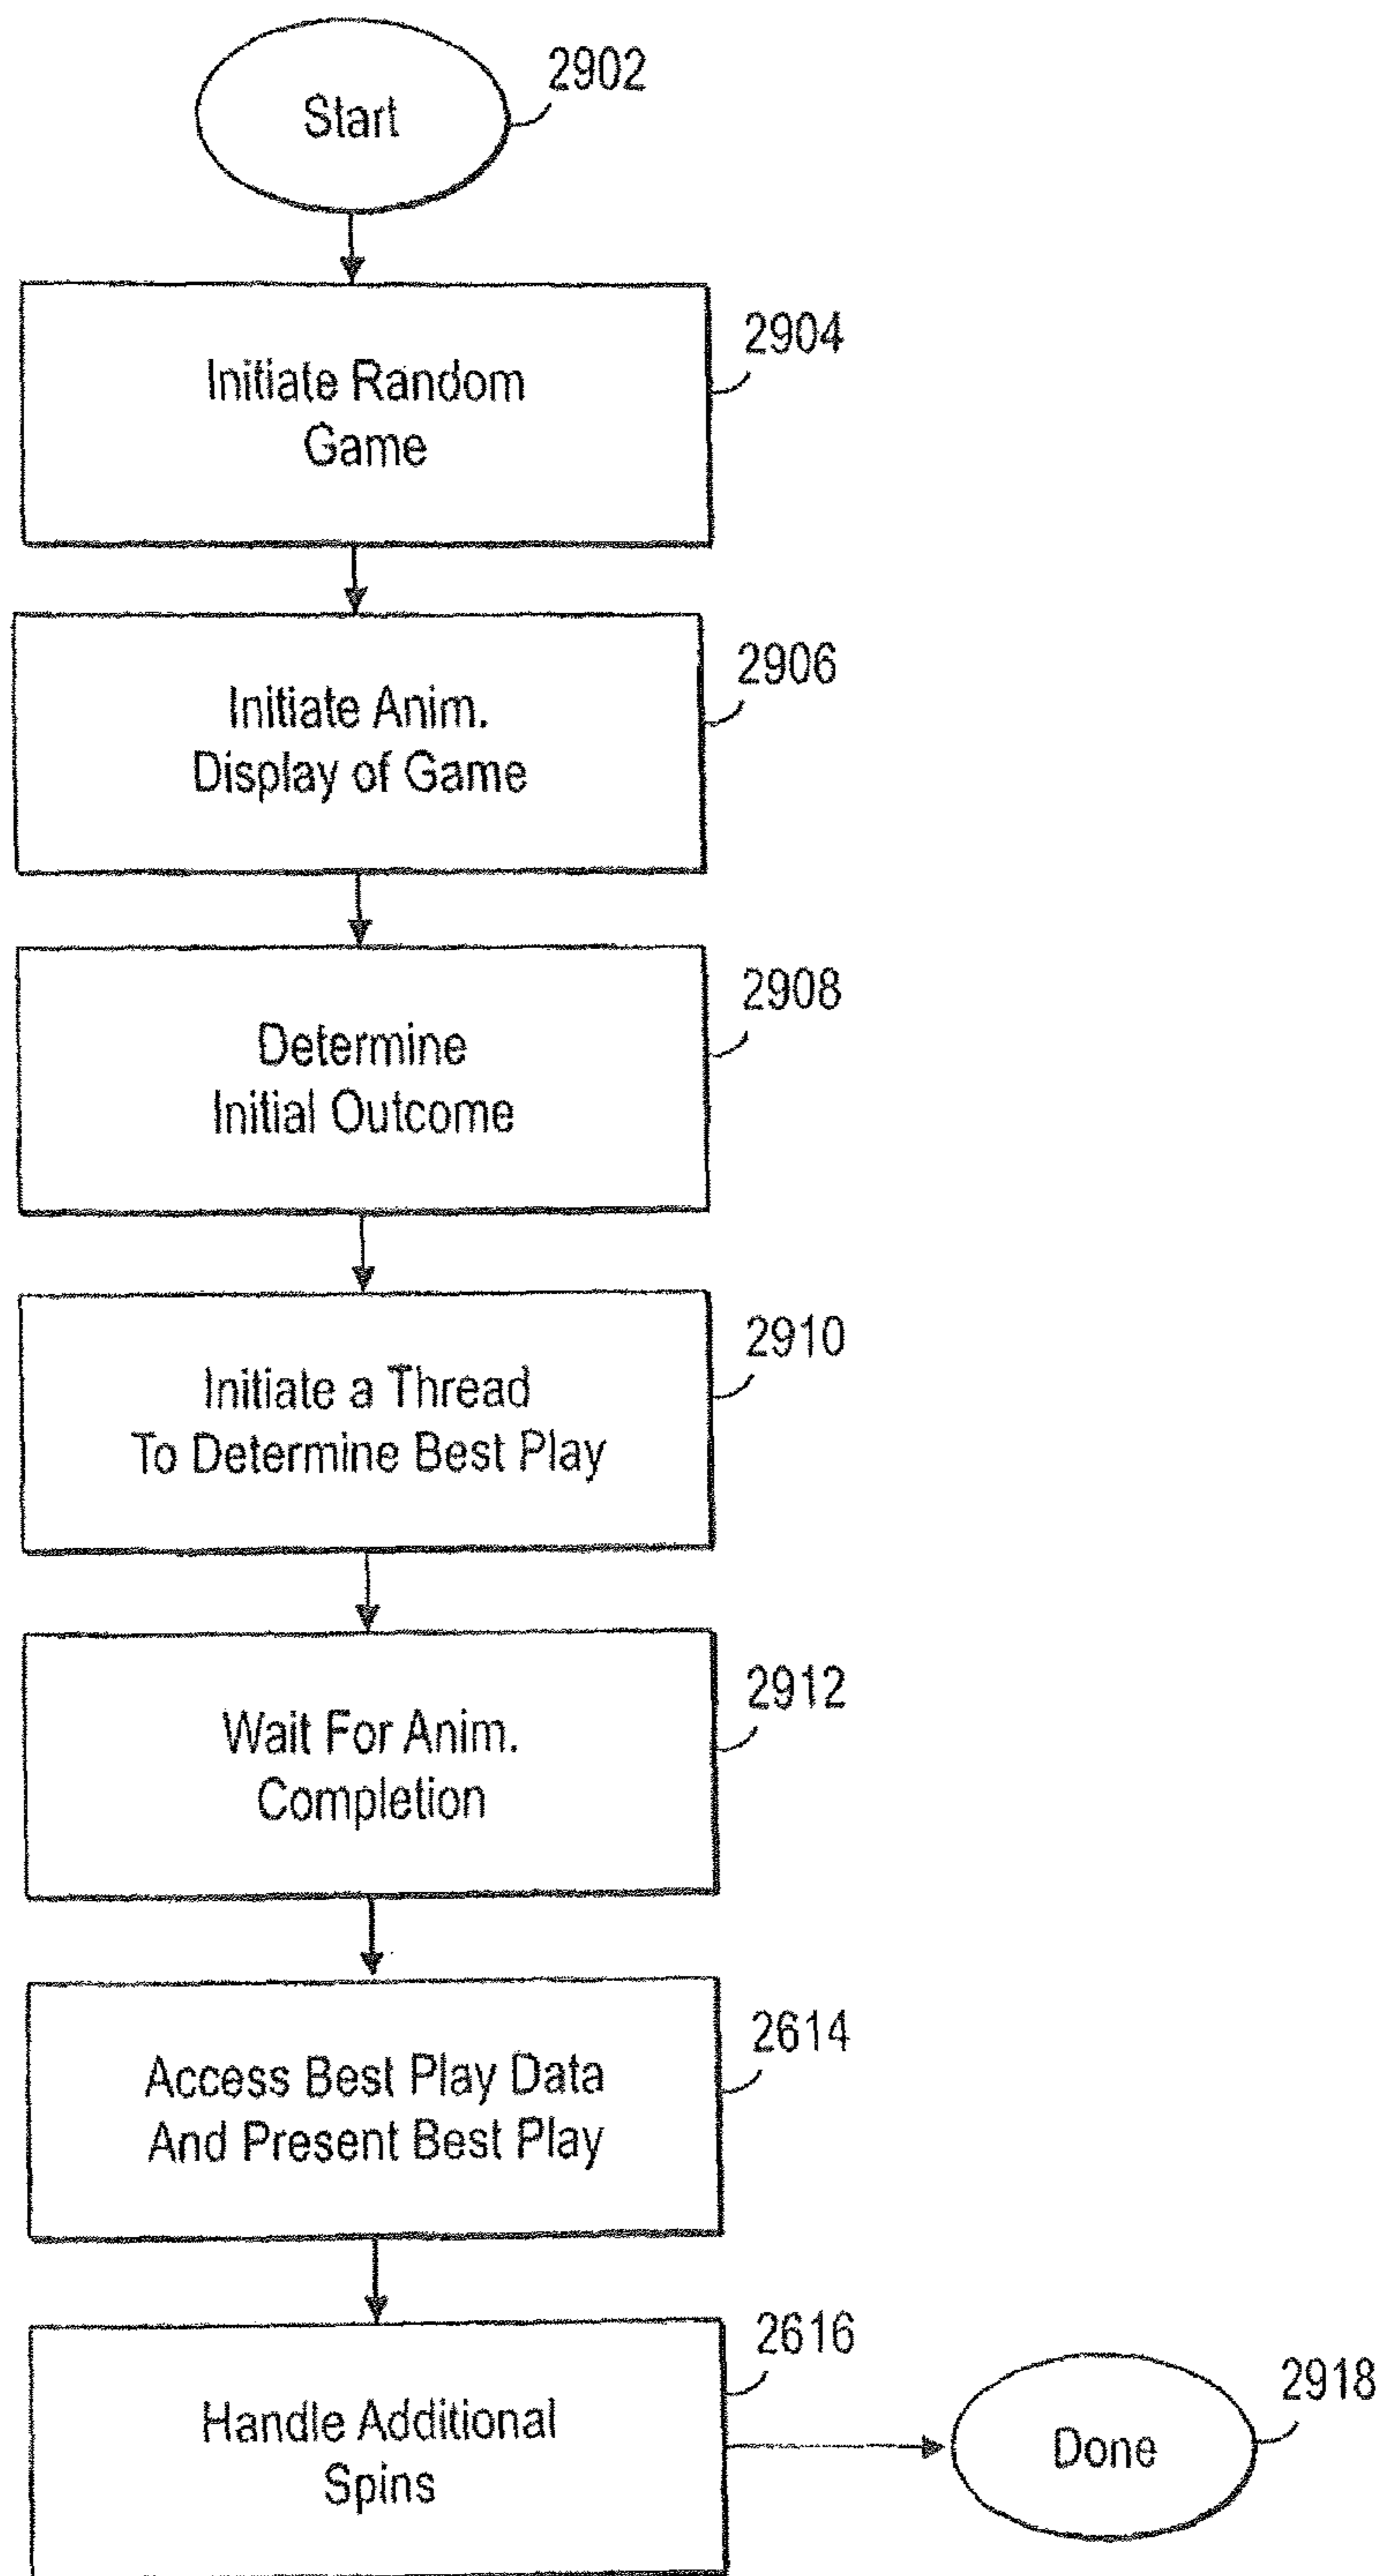 Start
2902
Initiate Random
Game
2904
Initiate Anim.
Display of Game
2906
Determine
Initial Outcome
2908
Initiate a Thread
To Determine Best Play
2910
Wait For Anim.
Completion
2912
Access Best Play Data
And Present Best Play
2614
Handle Additional
Spins
2616
Done
2918